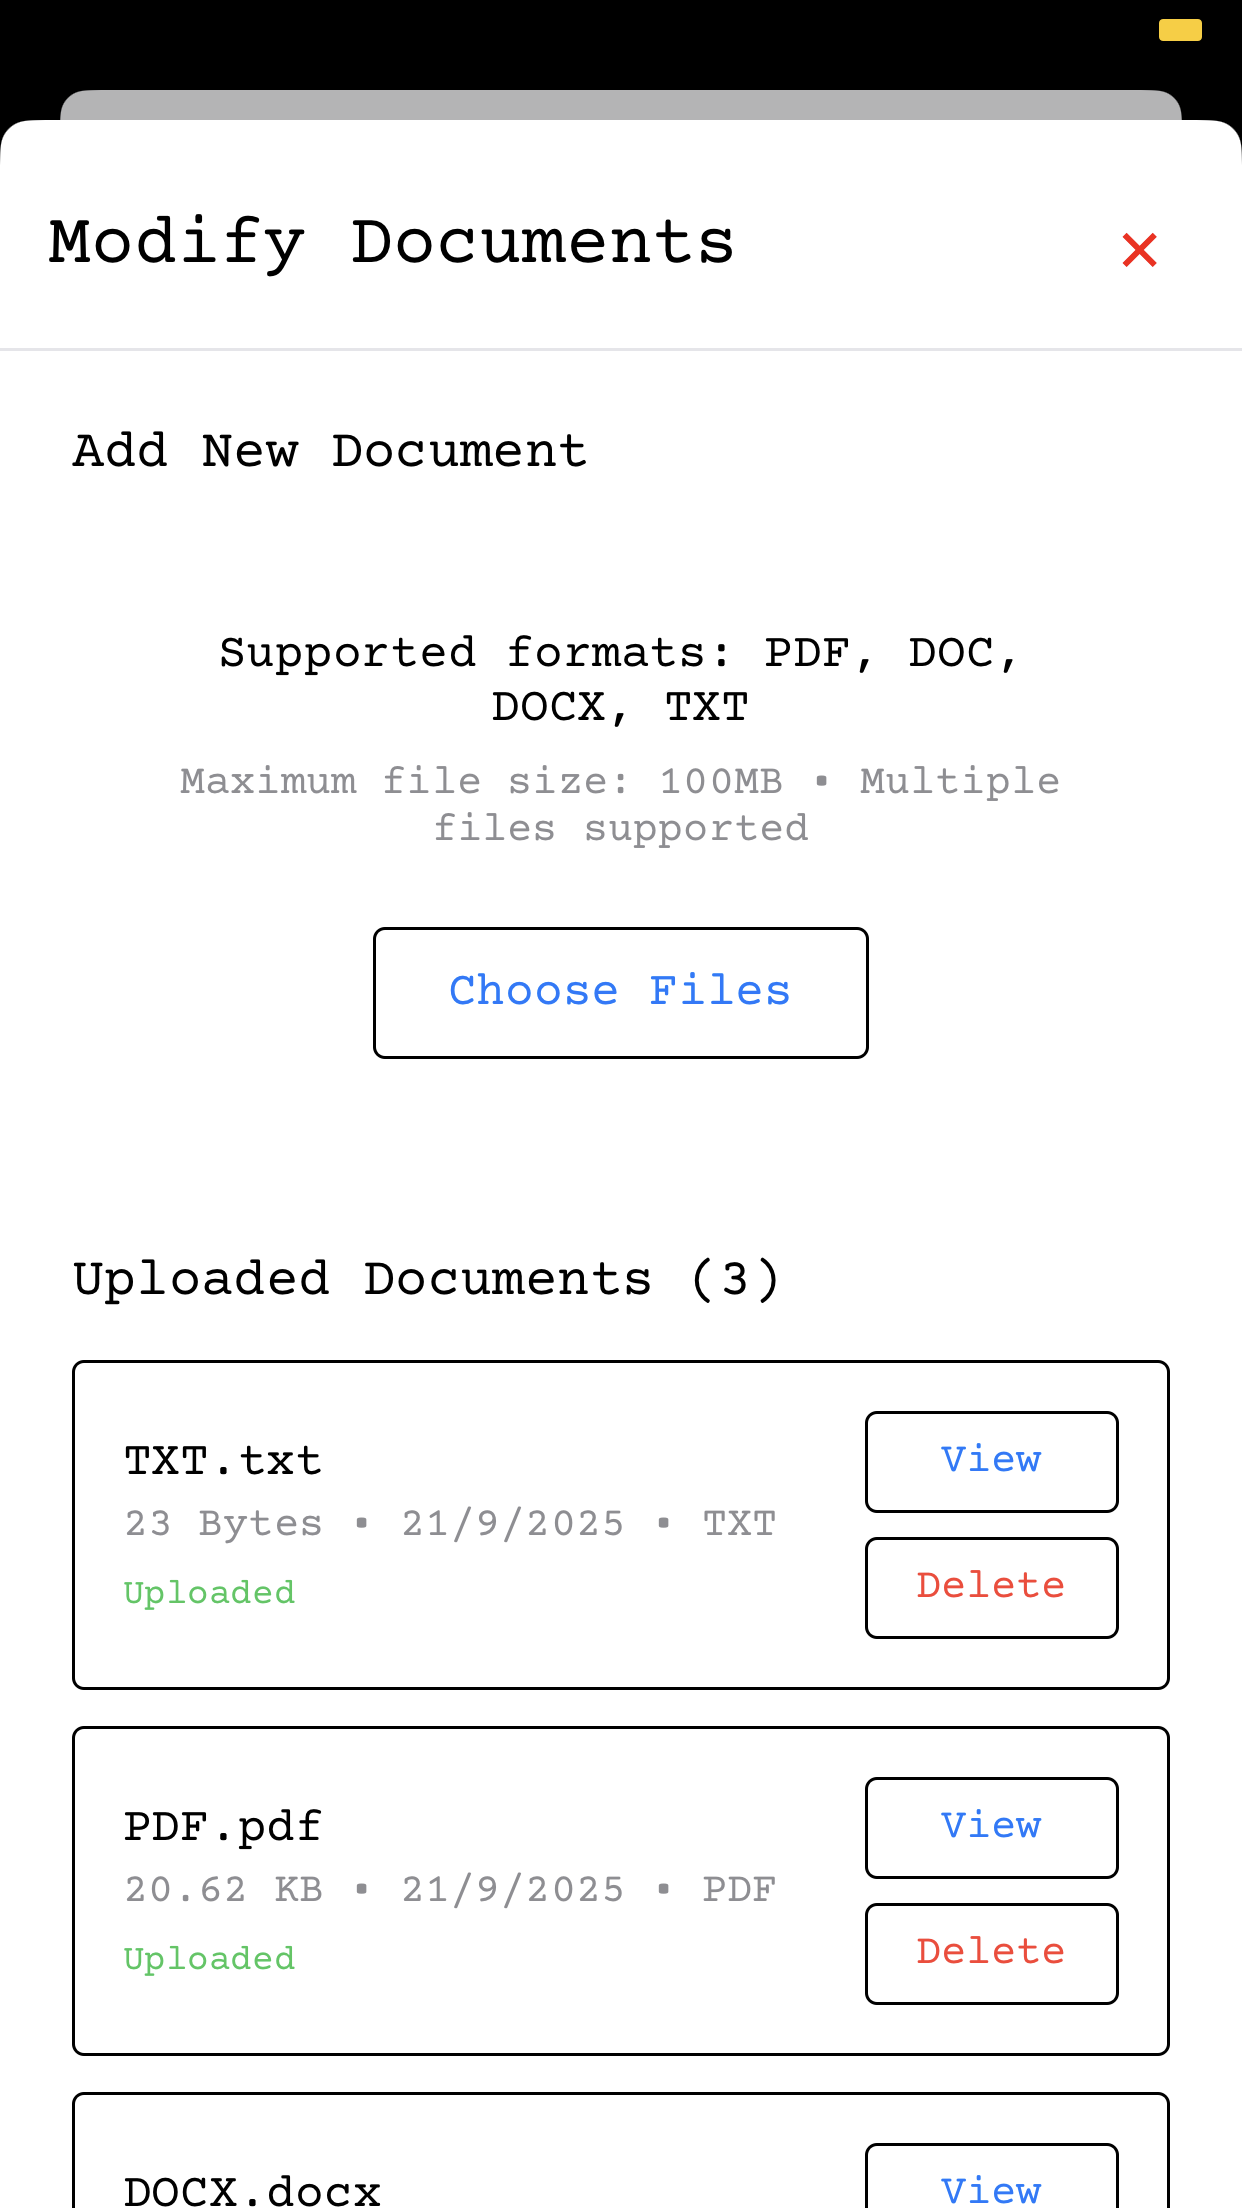 Modify Documents
×
Add New Document
Supported formats: PDF, DOC,
DOCX, TXT
Maximum file size: 100MB • Multiple
files supported
Choose Files
Uploaded Documents (3)
TXT.txt
View
23 Bytes • 21/9/2025 • TXT
Delete
Uploaded
PDF.pdf
View
20.62 KB • 21/9/2025 • PDF
Delete
Uploaded
DOCX.docx
View